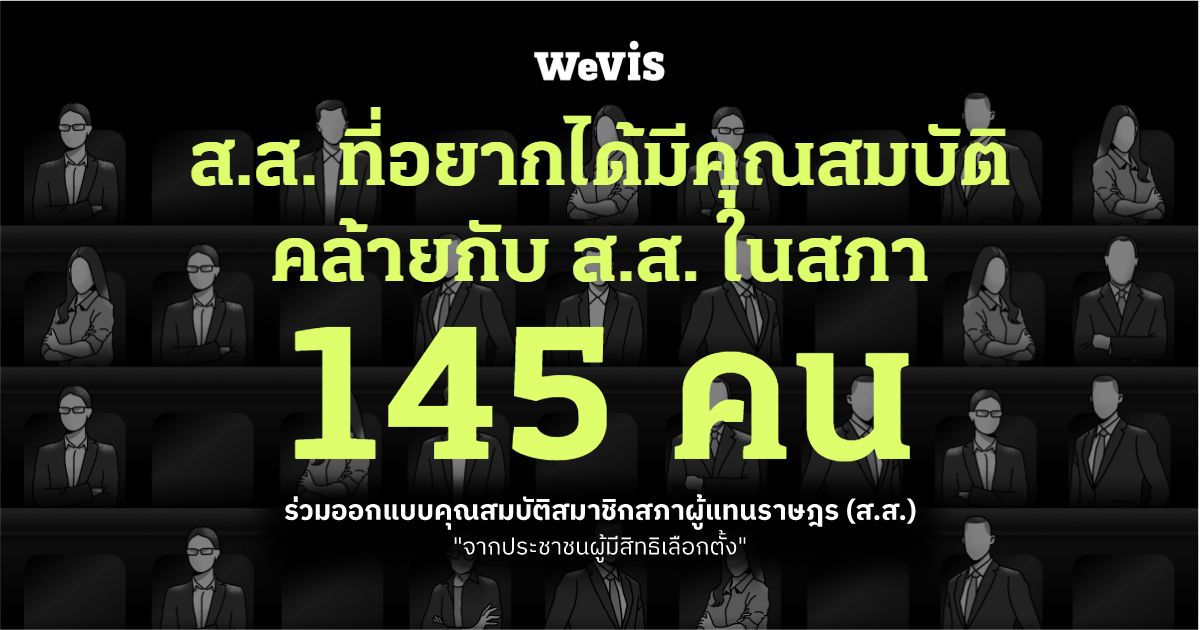 WeVIS
ส.ส. ที่อยากได้มีคุณสมบัติ
คล้ายกับ ส.ส. ในสภา
145 คน
ร่วมออกแบบคุณสมบัติสมาชิกสภาผู้แทนราษฎร (ส.ส.)
"จากประชาชนผู้มีสิทธิเลือกตั้ง"